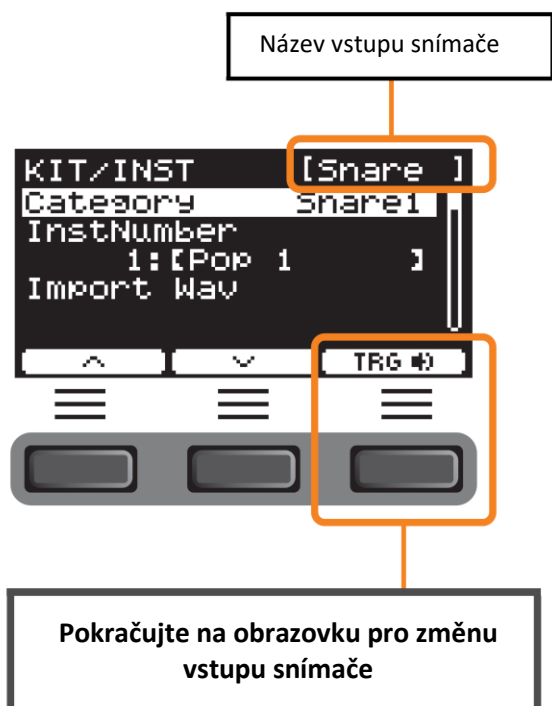 Název vstupu snímače
KIT/INST [Snare ]
Category Snare1
InstNumber
1:[Pop 1 ]
Import Wav
TRG
Pokračujte na obrazovku pro změnu
vstupu snímače